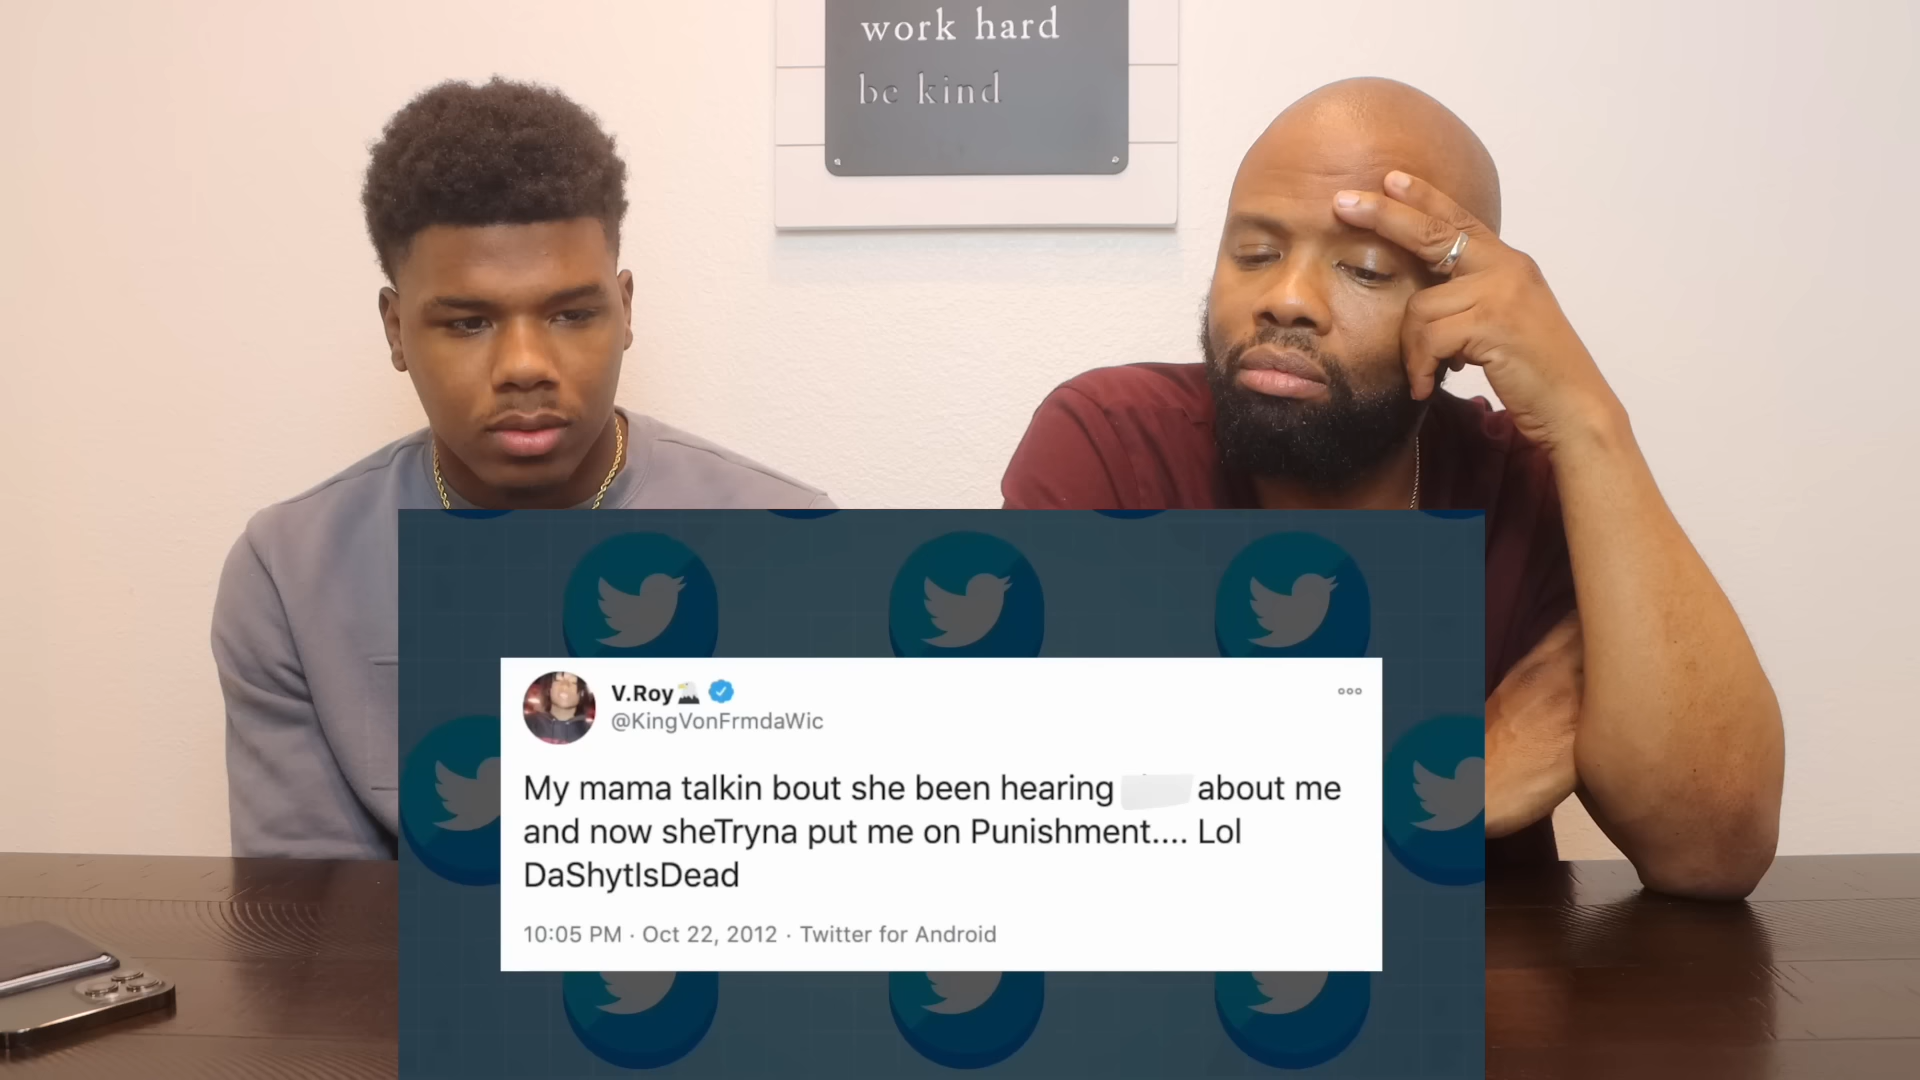 work hard
be kind
V.Roy
@KingVonFrmdaWic
My mama talkin bout she been hearing about me
and now sheTryna put me on Punishment.... Lol
DaShytIsDead
10:05 PM · Oct 22, 2012 · Twitter for Android